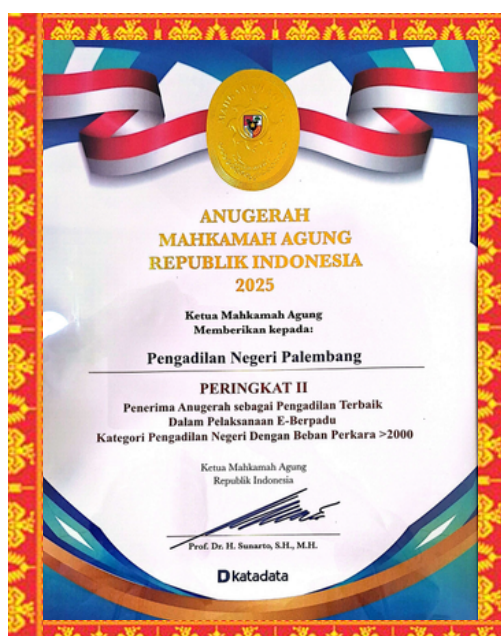 ANUGERAH
MAHKAMAH AGUNG
REPUBLIK INDONESIA
2025
Ketua Mahkamah Agung
Memberikan kepada:
Pengadilan Negeri Palembang
PERINGKAT II
Penerima Anugerah sebagai Pengadilan Terbaik
Dalam Pelaksanaan E-Berpadu
Kategori Pengadilan Negeri Dengan Beban Perkara >2000
Ketua Mahkamah Agung
Republik Indonesia
Prof. Dr. H. Sunarto, S.H., M.H.
katadata